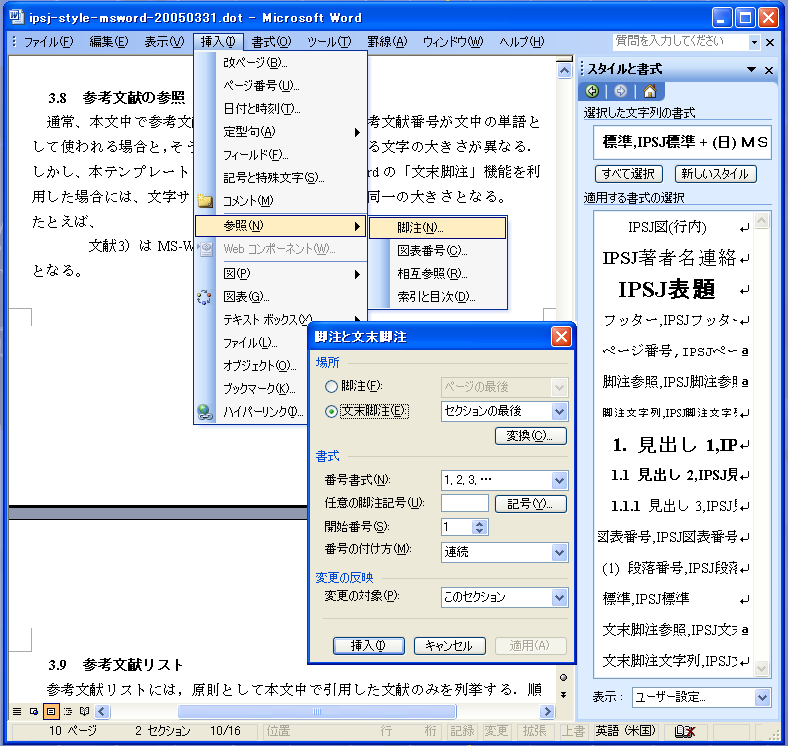 ipsj-style-msword-20050331.dot - Microsoft Word
ファイル(F) 編集(E) 表示(V) 挿入(I) 書式(O) ツール(T) 罫線(A) ウィンドウ(W) ヘルプ(H) 質問を入力してください
改ページ(B)...
ページ番号(U)...
日付と時刻(T)...
定型句(A)
フィールド(F)...
記号と特殊文字(S)...
コメント(M)
参照(N)
Web コンポーネント(W)...
図(P)
図表(G)...
テキスト ボックス(X)
ファイル(L)...
オブジェクト(O)...
ブックマーク(K)...
ハイパーリンク(I)...
脚注(N)...
図表番号(C)...
相互参照(R)...
索引と目次(D)...
3.8 参考文献の参照
通常、本文中で参考文 考文献番号が文中の単語と
して使われる場合と,そう る文字の大きさが異なる.
しかし、本テンプレート rdの「文末脚注」機能を利
用した場合には、文字サ 同一の大きさとなる。
たとえば、
文献3）は MS-W
となる。
脚注と文末脚注
場所
脚注(F): ページの最後
文末脚注(E): セクションの最後
変換(C)...
書式
番号書式(N): 1, 2, 3, …
任意の脚注記号(U): 記号(Y)...
開始番号(S): 1
番号の付け方(M): 連続
変更の反映
変更の対象(P): このセクション
挿入(I) キャンセル 適用(A)
3.9 参考文献リスト
参考文献リストには，原則として本文中で引用した文献のみを列挙する．順
スタイルと書式
選択した文字列の書式
標準,IPSJ標準 + (日) M S
すべて選択 新しいスタイル
適用する書式の選択
IPSJ図(行内)
IPSJ著者名連絡
IPSJ表題
フッター,IPSJフッター
ページ番号,IPSJペー a
脚注参照,IPSJ脚注参 a
脚注文字列,IPSJ脚注文字
1. 見出し 1,IP
1.1 見出し 2,IPSJ見
1.1.1 見出し 3,IPSJ
図表番号,IPSJ図表番号
(1) 段落番号,IPSJ段落
標準,IPSJ標準
文末脚注参照,IPSJ文 a
文末脚注文字列,IPSJ
表示: ユーザー設定...
10 ページ 2 セクション 10/16 位置 行 桁 記録 変更 拡張 上書 英語 (米国)